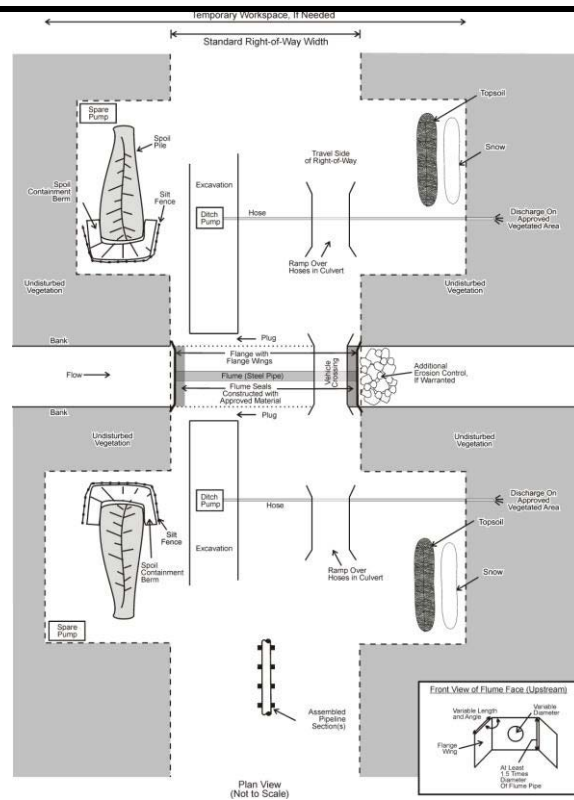 Temporary Workspace, If Needed
Standard Right-of-Way Width
Spare
Pump
Spoil
Pile
Spoil
Containment
Berm
Silt
Fence
Excavation
Ditch
Pump
Hose
Travel Side
of Right-of-Way
Ramp Over
Hoses in Culvert
Topsoil
Snow
Discharge On
Approved
Vegetated Area
Undisturbed
Vegetation
Undisturbed
Vegetation
Bank
Plug
Flow
Flange with
Flange Wings
Flume (Steel Pipe)
Flume Seals
Constructed with
Approved Material
Vehicle
Crossing
Additional
Erosion Control,
If Warranted
Bank
Plug
Undisturbed
Vegetation
Undisturbed
Vegetation
Silt
Fence
Spoil
Containment
Berm
Spare
Pump
Ditch
Pump
Hose
Excavation
Ramp Over
Hoses in Culvert
Discharge On
Approved
Vegetated Area
Topsoil
Snow
Assembled
Pipeline
Section(s)
Plan View
(Not to Scale)
Front View of Flume Face (Upstream)
Variable Length
and Angle
Variable
Diameter
Flange
Wing
At Least
1.5 Times
Diameter
Of Flume Pipe